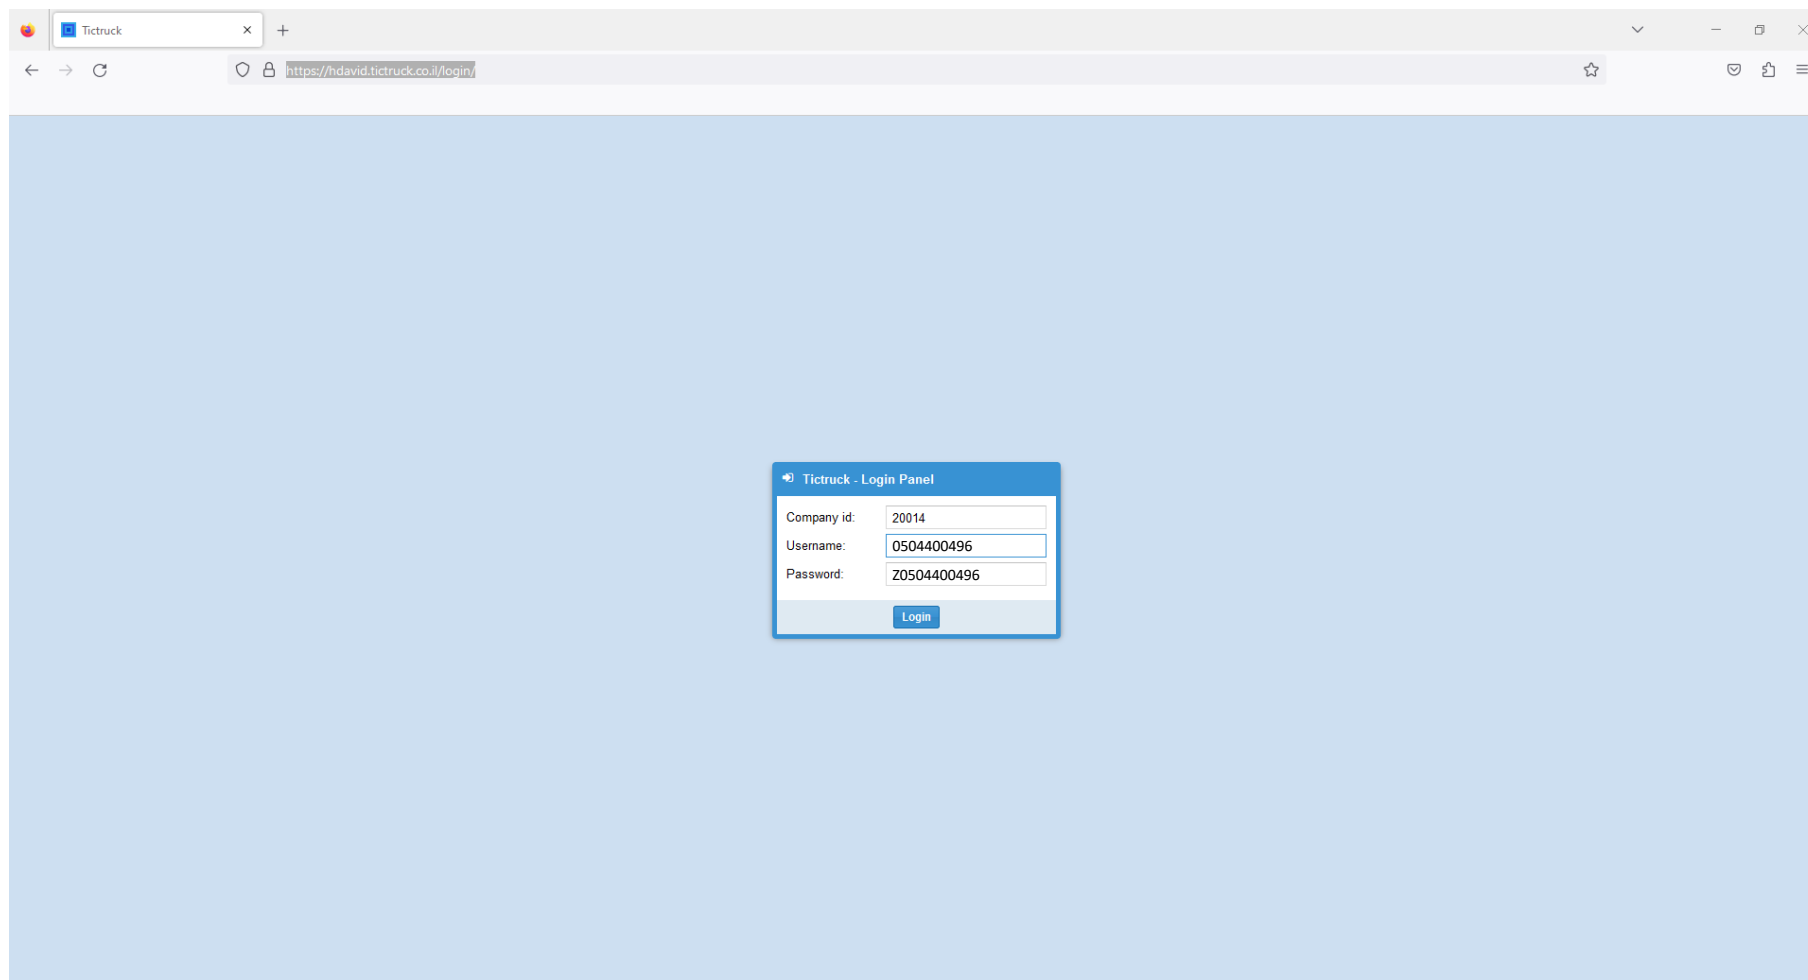 Tictruck
https://hdavid.tictruck.co.il/login/
Tictruck - Login Panel
Company id: 20014
Username: 0504400496
Password: Z0504400496
Login